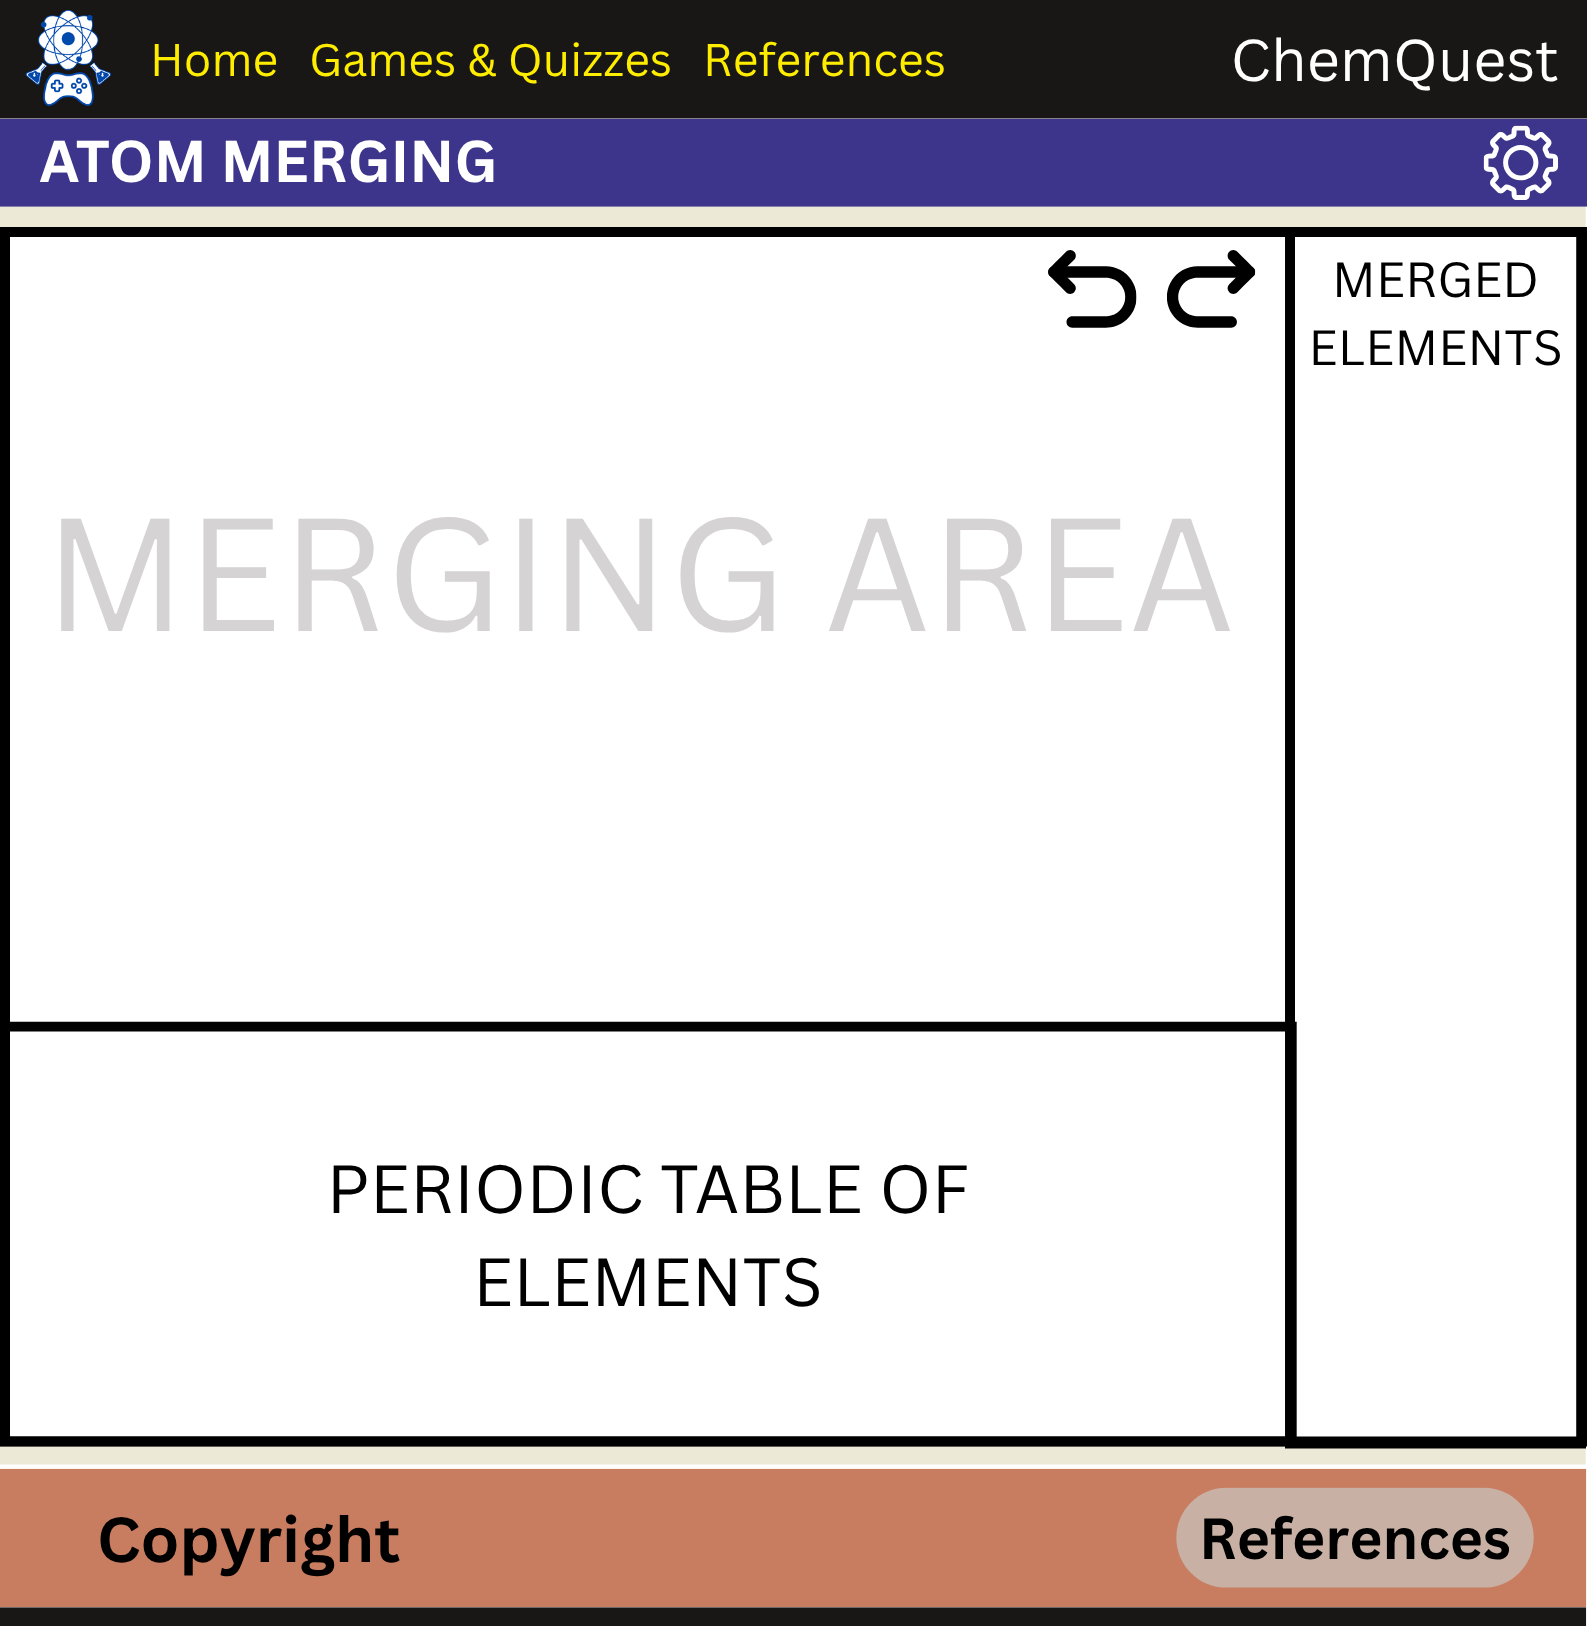 Home Games & Quizzes References ChemQuest
ATOM MERGING
MERGED
ELEMENTS
MERGING AREA
PERIODIC TABLE OF
ELEMENTS
Copyright References